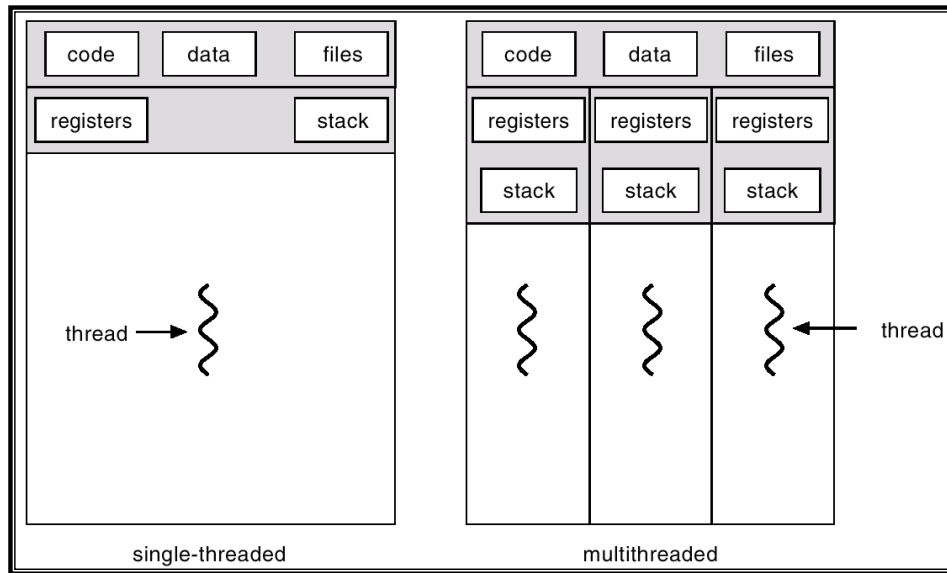 code data files
registers stack
thread
single-threaded
code data files
registers registers registers
stack stack stack
thread
multithreaded